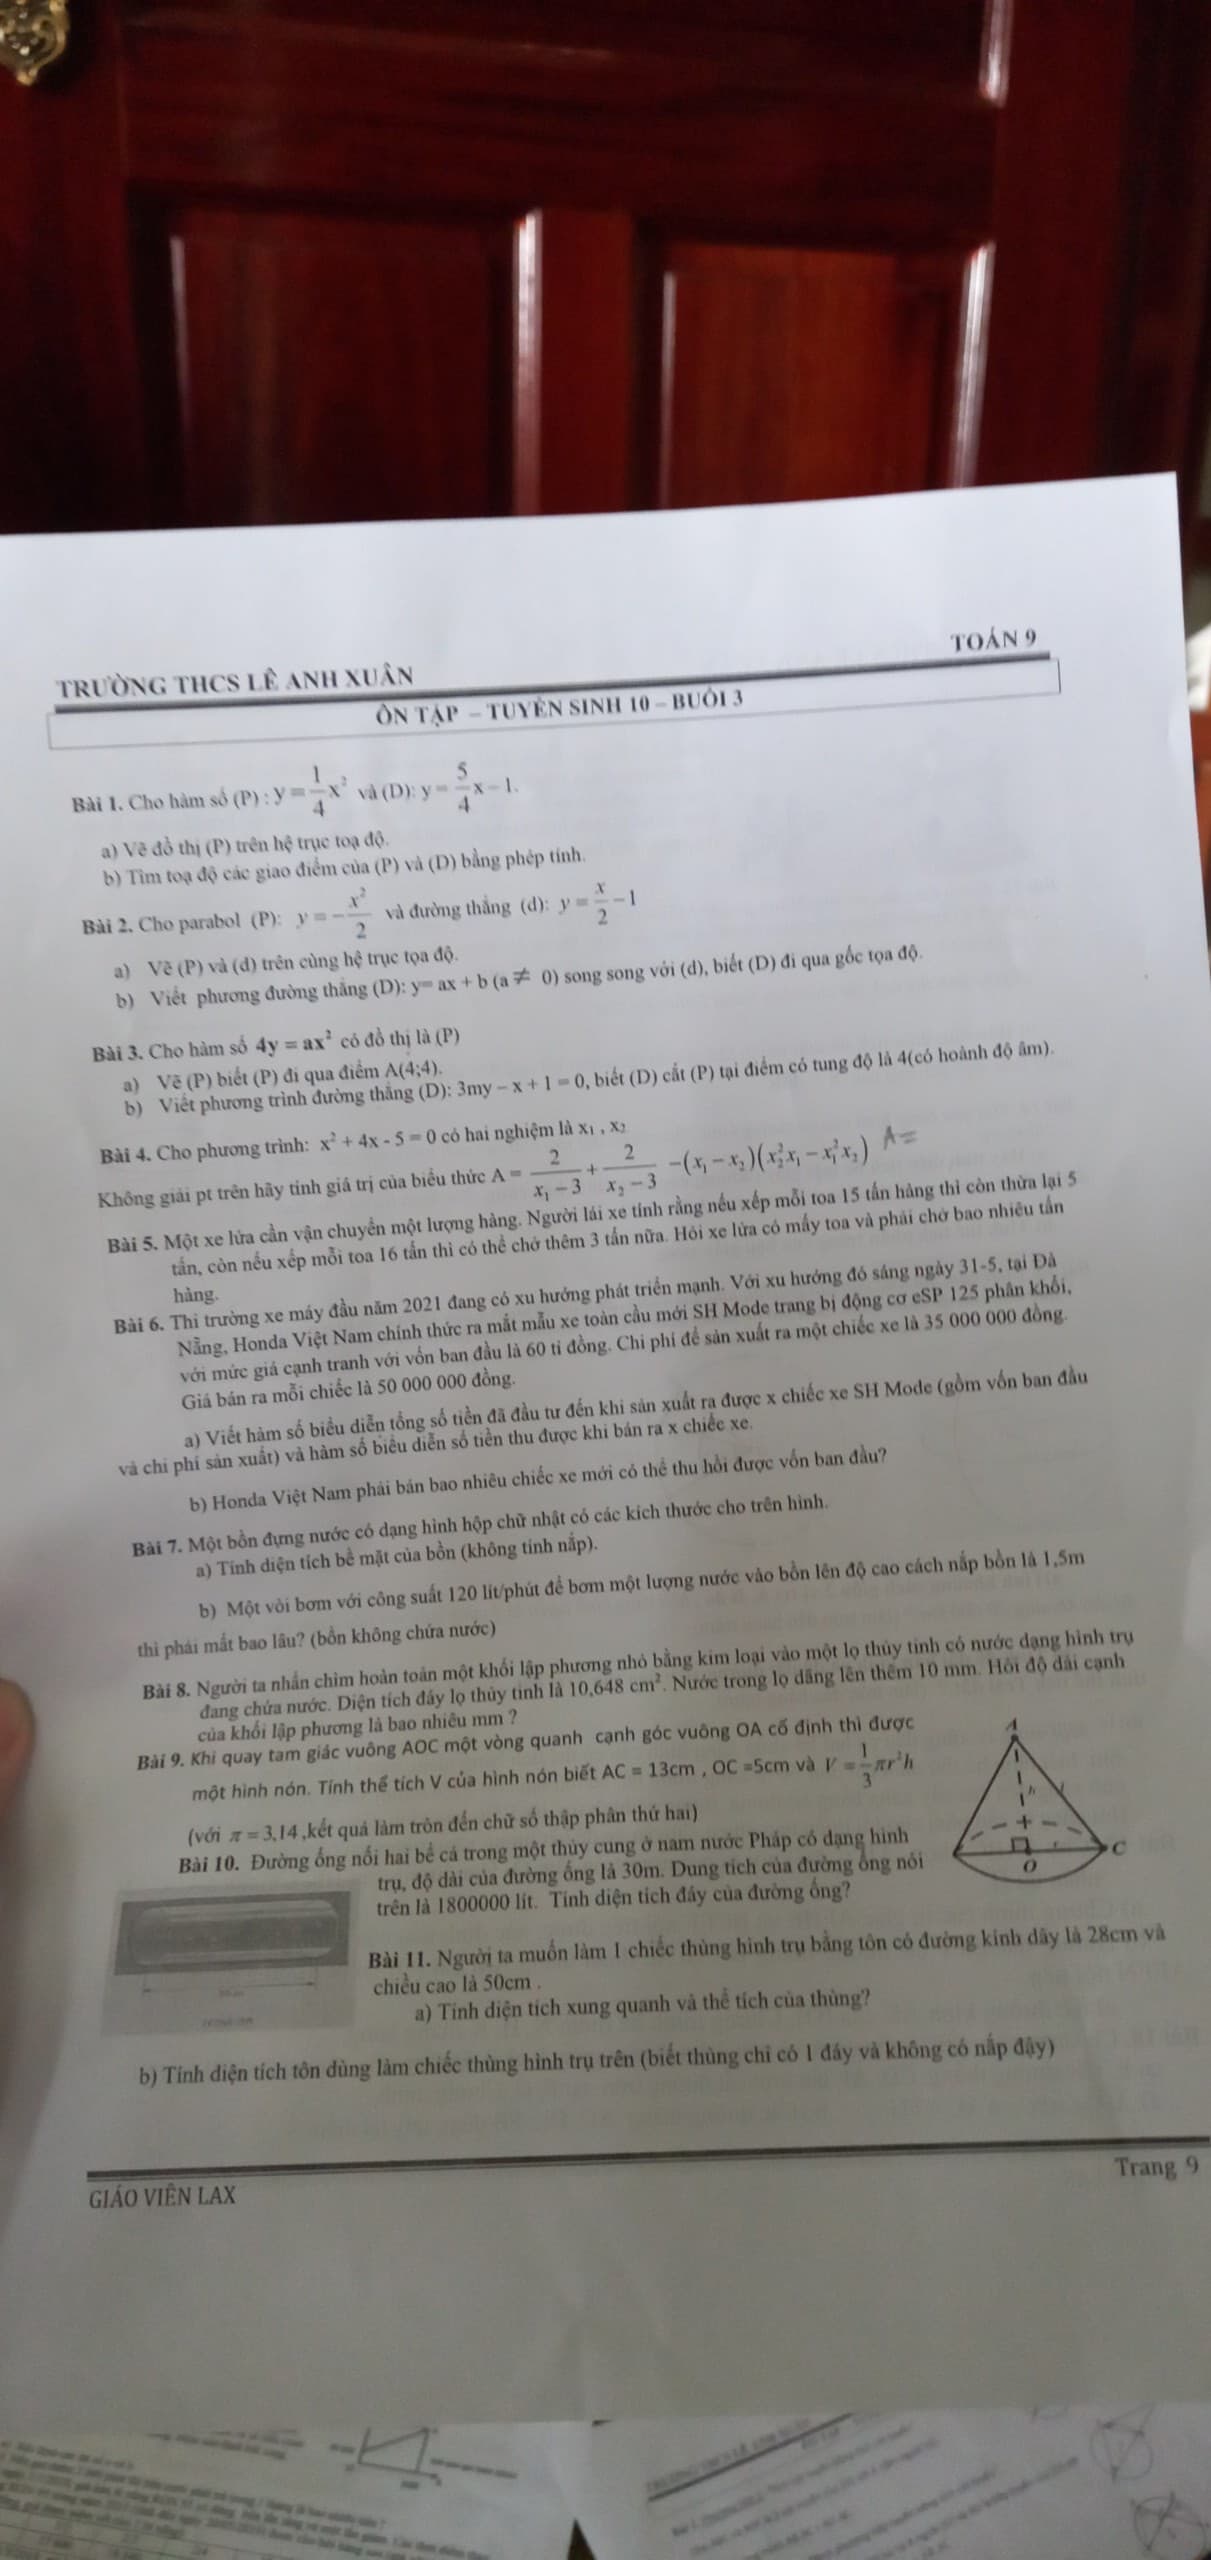 TRƯỜNG THCS LÊ ANH XUÂN
TOÁN 9
ÔN TẬP – TUYỂN SINH 10 – BUỔI 3
Bài 1. Cho hàm số (P) : y = 1/4 x² và (D): y = 5/4 x – 1.
a) Vẽ đồ thị (P) trên hệ trục toạ độ.
b) Tìm toạ độ các giao điểm của (P) và (D) bằng phép tính.
Bài 2. Cho parabol (P): y = – x²/2 và đường thẳng (d): y = x/2 – 1
a) Vẽ (P) và (d) trên cùng hệ trục tọa độ.
b) Viết phương đường thẳng (D): y= ax + b (a ≠ 0) song song với (d), biết (D) đi qua gốc tọa độ.
Bài 3. Cho hàm số 4y = ax² có đồ thị là (P)
a) Vẽ (P) biết (P) đi qua điểm A(4;4).
b) Viết phương trình đường thẳng (D): 3my – x + 1 = 0, biết (D) cắt (P) tại điểm có tung độ là 4(có hoành độ âm).
Bài 4. Cho phương trình: x² + 4x - 5 = 0 có hai nghiệm là x₁ , x₂
Không giải pt trên hãy tính giá trị của biểu thức A = 2/(x₁ – 3) + 2/(x₂ – 3) –(x₁ – x₂)(x₂²x₁ – x₁²x₂) A=
Bài 5. Một xe lửa cần vận chuyển một lượng hàng. Người lái xe tính rằng nếu xếp mỗi toa 15 tấn hàng thì còn thừa lại 5
tấn, còn nếu xếp mỗi toa 16 tấn thì có thể chở thêm 3 tấn nữa. Hỏi xe lửa có mấy toa và phải chở bao nhiêu tấn
hàng.
Bài 6. Thị trường xe máy đầu năm 2021 đang có xu hướng phát triển mạnh. Với xu hướng đó sáng ngày 31-5, tại Đà
Nẵng, Honda Việt Nam chính thức ra mắt mẫu xe toàn cầu mới SH Mode trang bị động cơ eSP 125 phân khối,
với mức giá cạnh tranh với vốn ban đầu là 60 tỉ đồng. Chi phí để sản xuất ra một chiếc xe là 35 000 000 đồng.
Giá bán ra mỗi chiếc là 50 000 000 đồng.
a) Viết hàm số biểu diễn tổng số tiền đã đầu tư đến khi sản xuất ra được x chiếc xe SH Mode (gồm vốn ban đầu
và chi phí sản xuất) và hàm số biểu diễn số tiền thu được khi bán ra x chiếc xe.
b) Honda Việt Nam phải bán bao nhiêu chiếc xe mới có thể thu hồi được vốn ban đầu?
Bài 7. Một bồn đựng nước có dạng hình hộp chữ nhật có các kích thước cho trên hình.
a) Tính diện tích bề mặt của bồn (không tính nắp).
b) Một vòi bơm với công suất 120 lít/phút để bơm một lượng nước vào bồn lên độ cao cách nắp bồn là 1,5m
thì phải mất bao lâu? (bồn không chứa nước)
Bài 8. Người ta nhấn chìm hoàn toàn một khối lập phương nhỏ bằng kim loại vào một lọ thủy tinh có nước dạng hình trụ
đang chứa nước. Diện tích đáy lọ thủy tinh là 10,648 cm². Nước trong lọ dâng lên thêm 10 mm. Hỏi độ dài cạnh
của khối lập phương là bao nhiêu mm ?
Bài 9. Khi quay tam giác vuông AOC một vòng quanh cạnh góc vuông OA cố định thì được
một hình nón. Tính thể tích V của hình nón biết AC = 13cm , OC =5cm và V = 1/3 πr²h
(với π = 3,14 ,kết quả làm tròn đến chữ số thập phân thứ hai)
A
h
O
C
Bài 10. Đường ống nối hai bể cá trong một thủy cung ở nam nước Pháp có dạng hình
trụ, độ dài của đường ống là 30m. Dung tích của đường ống nói
trên là 1800000 lít. Tính diện tích đáy của đường ống?
Bài 11. Người ta muốn làm 1 chiếc thùng hình trụ bằng tôn có đường kính dãy là 28cm và
chiều cao là 50cm .
a) Tính diện tích xung quanh và thể tích của thùng?
b) Tính diện tích tôn dùng làm chiếc thùng hình trụ trên (biết thùng chỉ có 1 đáy và không có nắp đậy)
GIÁO VIÊN LAX
Trang 9